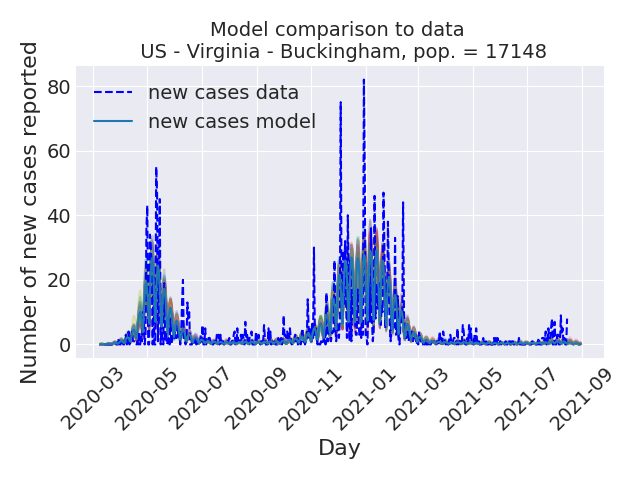 Model comparison to data
US - Virginia - Buckingham, pop. = 17148
Number of new cases reported
80
60
40
20
0
new cases data
new cases model
2020-03
2020-05
2020-07
2020-09
2020-11
2021-01
2021-03
2021-05
2021-07
2021-09
Day